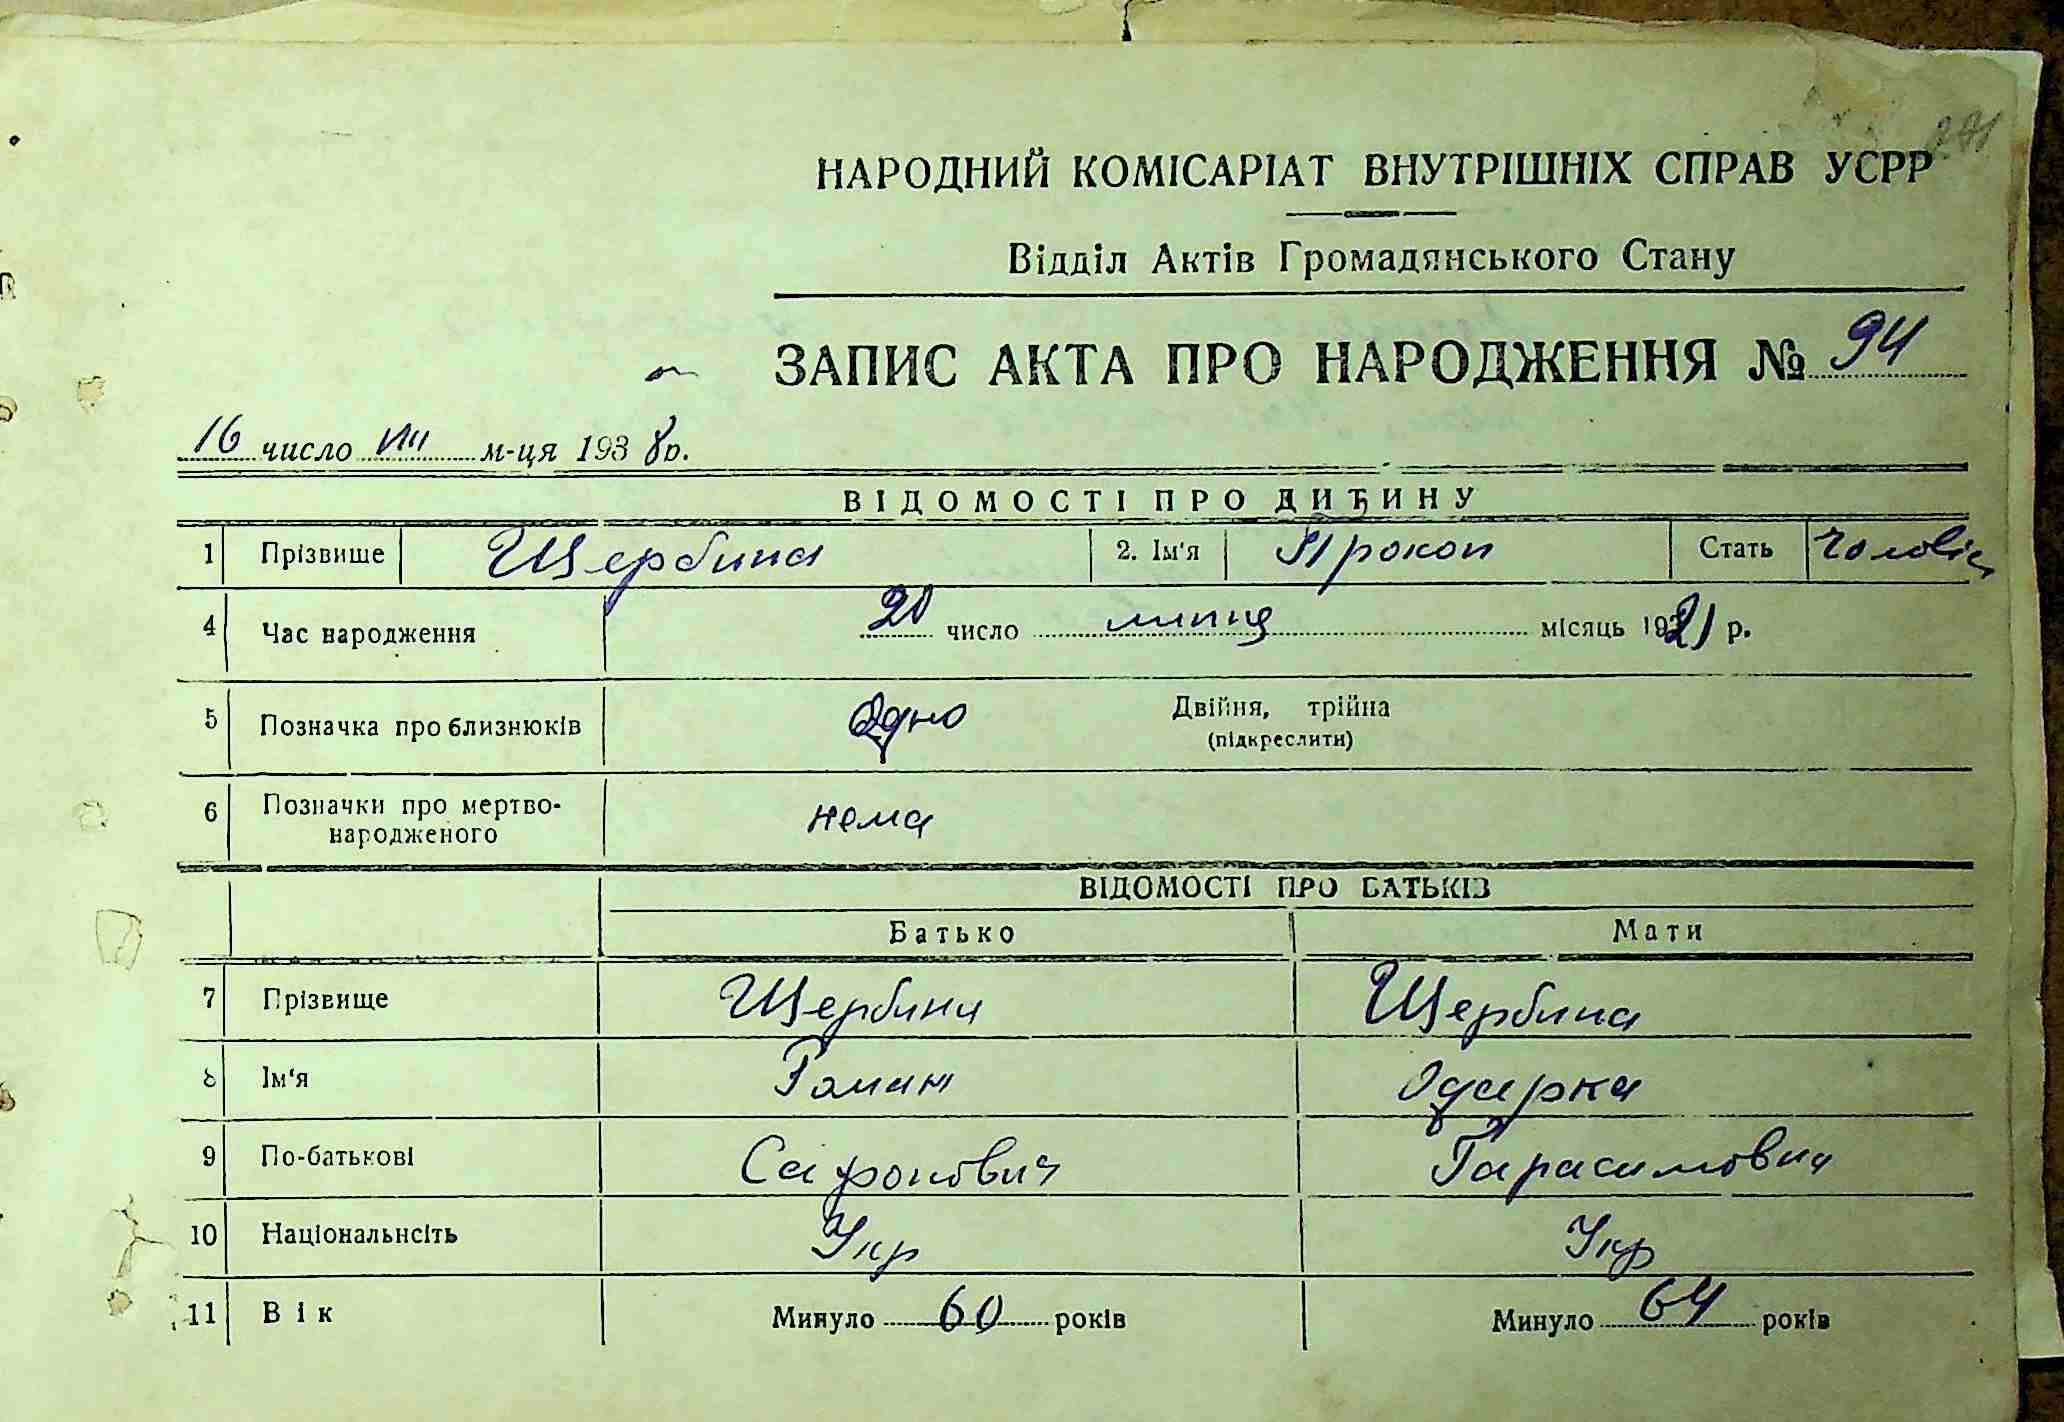 НАРОДНИЙ КОМІСАРІАТ ВНУТРІШНІХ СПРАВ УСРР
Відділ Актів Громадянського Стану
ЗАПИС АКТА ПРО НАРОДЖЕННЯ № 94
16 число м-ця 1938 р.
ВІДОМОСТІ ПРО ДИТИНУ
1 Прізвище Щербина 2. Ім'я Прокоп Стать чоловіч
4 Час народження 20 число липця місяць 1921 р.
5 Позначка про близнюків Одно Двійня, трійна
(підкреслити)
6 Позначки про мертво-
народженого нема
ВІДОМОСТІ ПРО БАТЬКІВ
Батько Мати
7 Прізвище Щербина Щербина
8 Ім'я Роман Одарка
9 По-батькові Сафонович Тарасимовна
10 Національнсіть Укр Укр
11 Вік Минуло 60 років Минуло 64 років